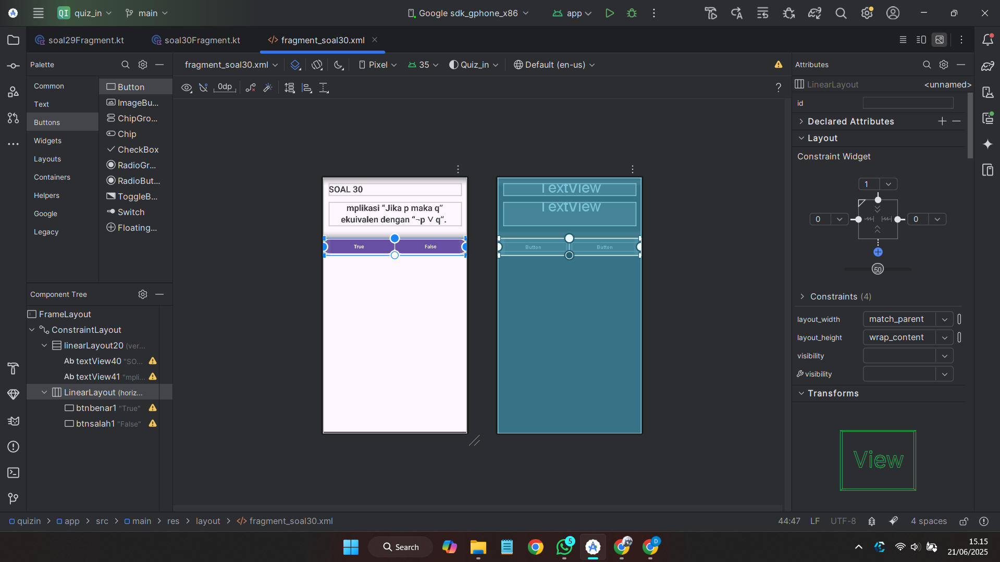 QI quiz_in main Google sdk_gphone_x86 app
soal29Fragment.kt soal30Fragment.kt fragment_soal30.xml
Palette
Common
Text
Buttons
Widgets
Layouts
Containers
Helpers
Google
Legacy
Button
ImageBu...
ChipGro...
Chip
CheckBox
RadioGr...
RadioBut...
ToggleB...
Switch
Floating...
fragment_soal30.xml Pixel 35 Quiz_in Default (en-us)
0dp ?
SOAL 30
mplikasi “Jika p maka q”
ekuivalen dengan “¬p ∨ q”.
True False
TextView
TextView
Button Button
Component Tree
FrameLayout
ConstraintLayout
linearLayout20 (ver...
Ab textView40 "SO...
Ab textView41 "mpli...
LinearLayout (horiz...
btnbenar1 "True"
btnsalah1 "False"
Attributes
LinearLayout <unnamed>
id
Declared Attributes
Layout
Constraint Widget
1
0 0
50
Constraints (4)
layout_width match_parent
layout_height wrap_content
visibility
visibility
Transforms
View
quizin > app > src > main > res > layout > fragment_soal30.xml 44:47 LF UTF-8 4 spaces
Search 5 D 15.15
21/06/2025